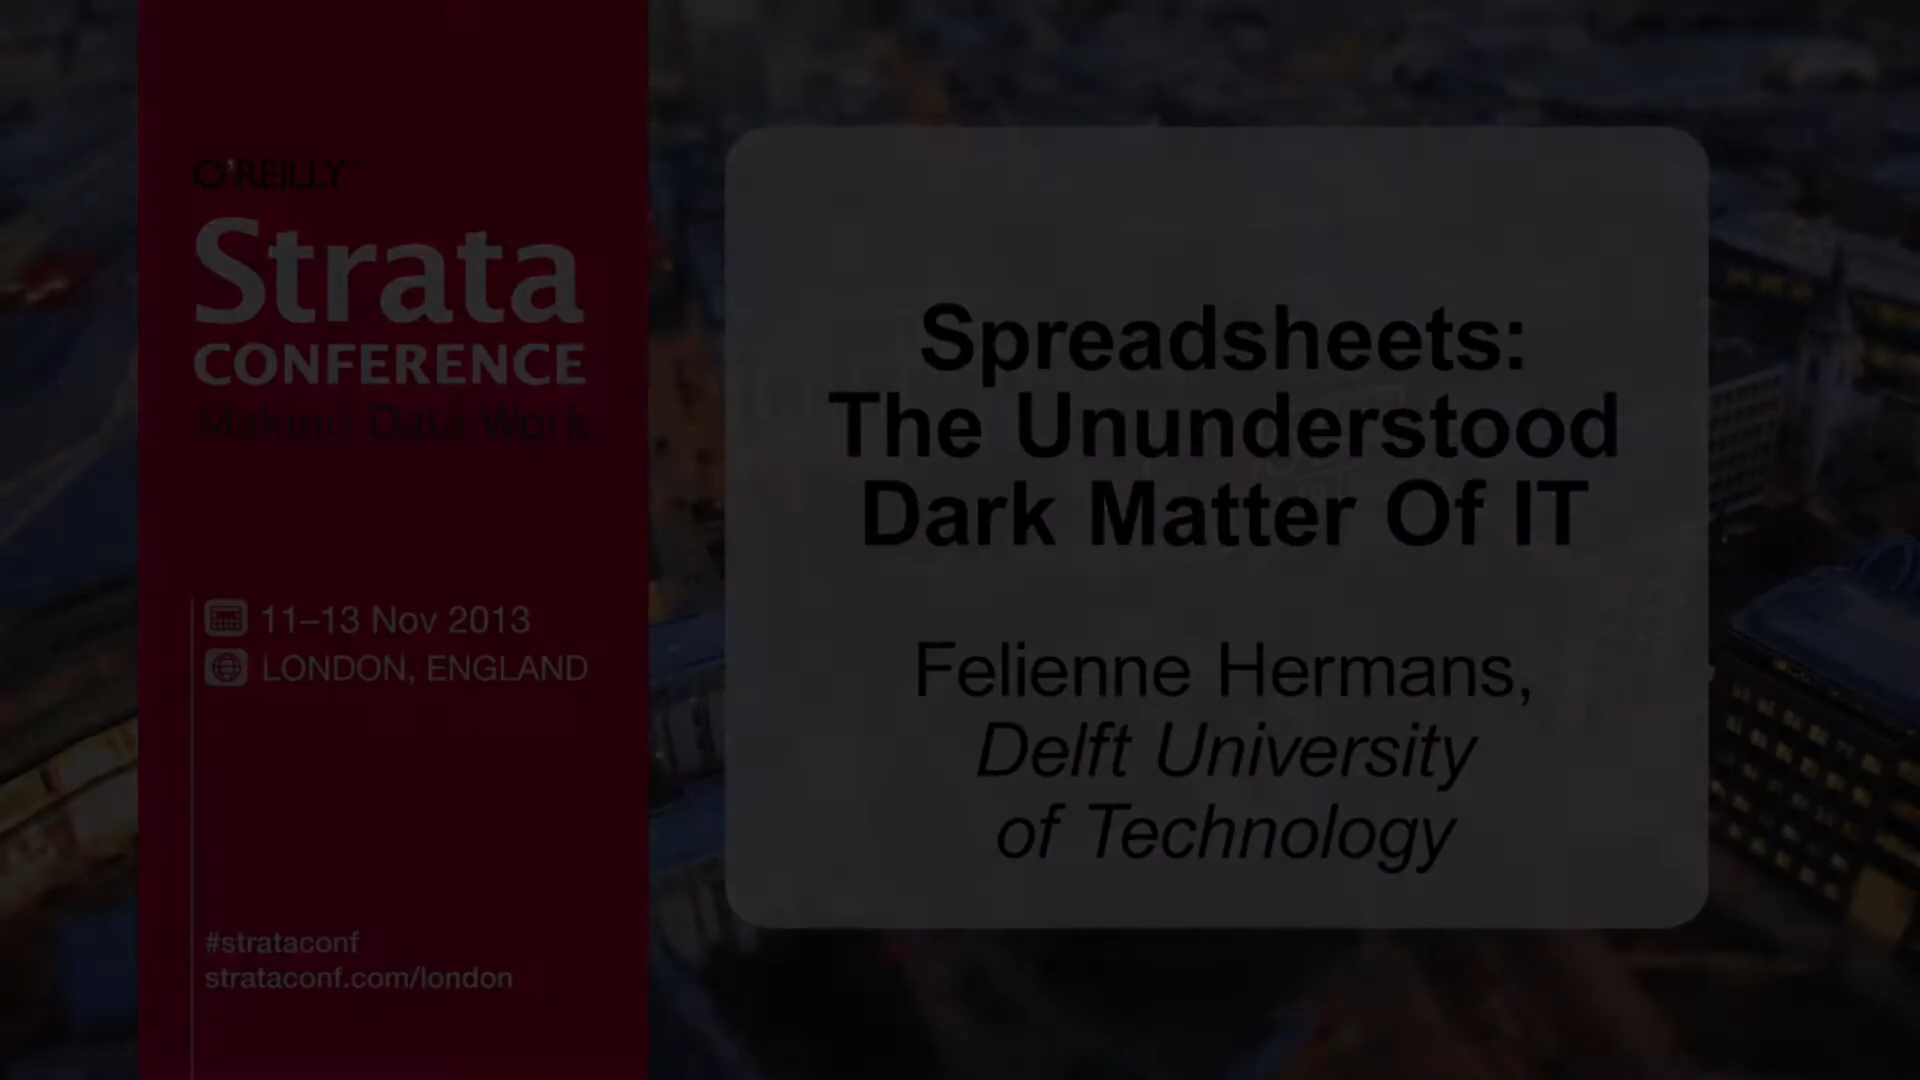 O'REILLY
Strata
CONFERENCE
Making Data Work
11–13 Nov 2013
LONDON, ENGLAND
#strataconf
strataconf.com/london
Spreadsheets:
The Ununderstood
Dark Matter Of IT
Felienne Hermans,
Delft University
of Technology